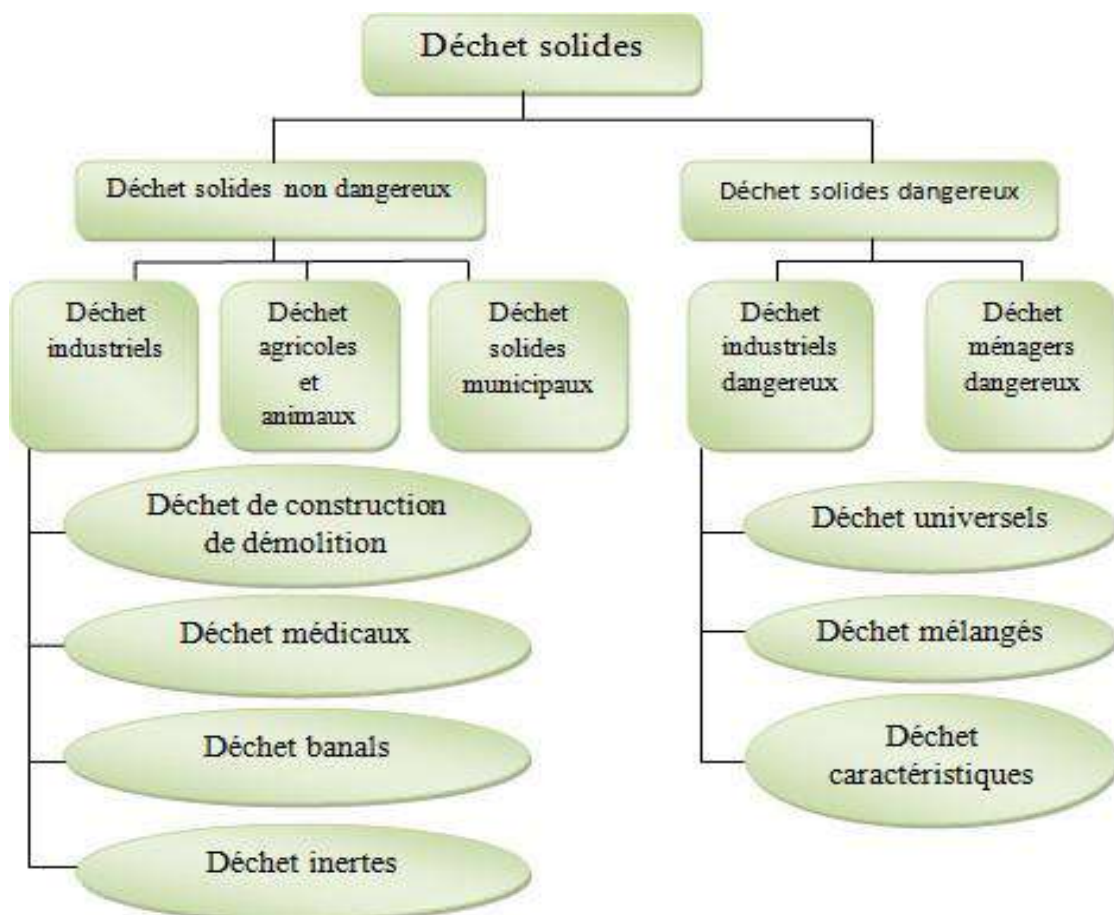 Déchet solides
Déchet solides non dangereux
Déchet solides dangereux
Déchet
industriels
Déchet
agricoles
et
animaux
Déchet
solides
municipaux
Déchet
industriels
dangereux
Déchet
ménagers
dangereux
Déchet de construction
de démolition
Déchet médicaux
Déchet banals
Déchet inertes
Déchet universels
Déchet mélangés
Déchet
caractéristiques